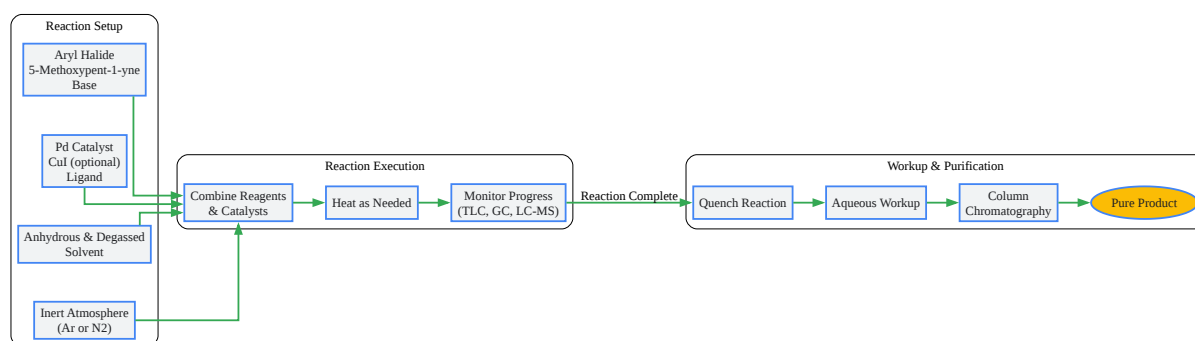 Reaction Setup
Aryl Halide
5-Methoxypent-1-yne
Base
Pd Catalyst
CuI (optional)
Ligand
Anhydrous & Degassed
Solvent
Inert Atmosphere
(Ar or N2)
Reaction Execution
Combine Reagents
& Catalysts
Heat as Needed
Monitor Progress
(TLC, GC, LC-MS)
Reaction Complete
Workup & Purification
Quench Reaction
Aqueous Workup
Column
Chromatography
Pure Product